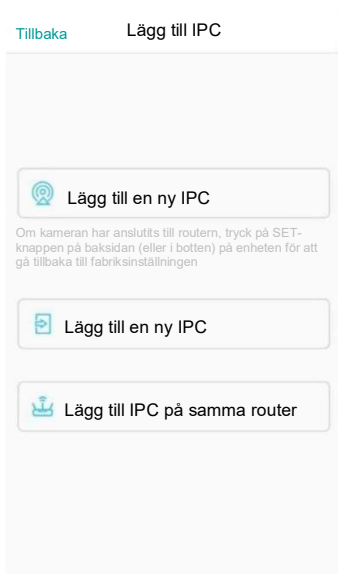 Tillbaka Lägg till IPC
Lägg till en ny IPC
Om kameran har anslutits till routern, tryck på SET-
knappen på baksidan (eller i botten) på enheten för att
gå tillbaka till fabriksinställningen
Lägg till en ny IPC
Lägg till IPC på samma router